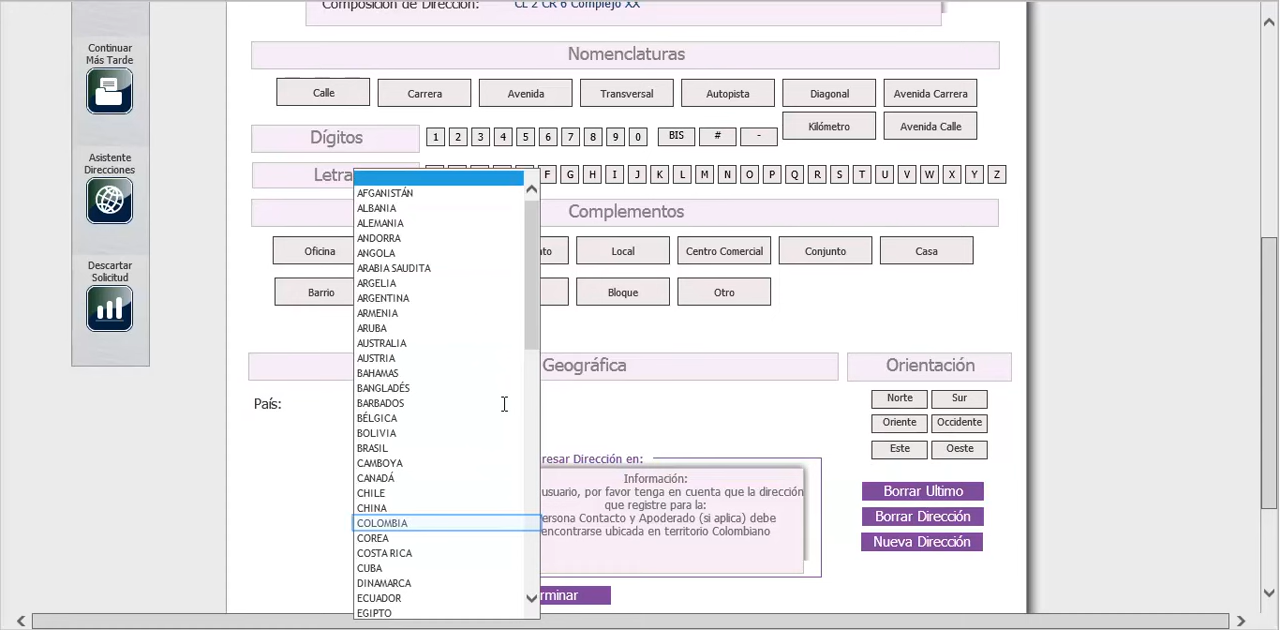 Composición de Dirección: CL 2 CR 6 Complejo XX
Continuar
Más Tarde
Asistente
Direcciones
Descartar
Solicitud
Nomenclaturas
Calle Carrera Avenida Transversal Autopista Diagonal Avenida Carrera
Kilómetro Avenida Calle
Dígitos 1 2 3 4 5 6 7 8 9 0 BIS # -
Letra F G H I J K L M N O P Q R S T U V W X Y Z
Complementos
Oficina nto Local Centro Comercial Conjunto Casa
Barrio Bloque Otro
Geográfica
Orientación
País:
AFGANISTÁN
ALBANIA
ALEMANIA
ANDORRA
ANGOLA
ARABIA SAUDITA
ARGELIA
ARGENTINA
ARMENIA
ARUBA
AUSTRALIA
AUSTRIA
BAHAMAS
BANGLADÉS
BARBADOS
BÉLGICA
BOLIVIA
BRASIL
CAMBOYA
CANADÁ
CHILE
CHINA
COLOMBIA
COREA
COSTA RICA
CUBA
DINAMARCA
ECUADOR
EGIPTO
Norte Sur
Oriente Occidente
Este Oeste
resar Dirección en:
Información:
usuario, por favor tenga en cuenta que la dirección
que registre para la:
ersona Contacto y Apoderado (si aplica) debe
encontrarse ubicada en territorio Colombiano
Borrar Ultimo
Borrar Dirección
Nueva Dirección
rminar